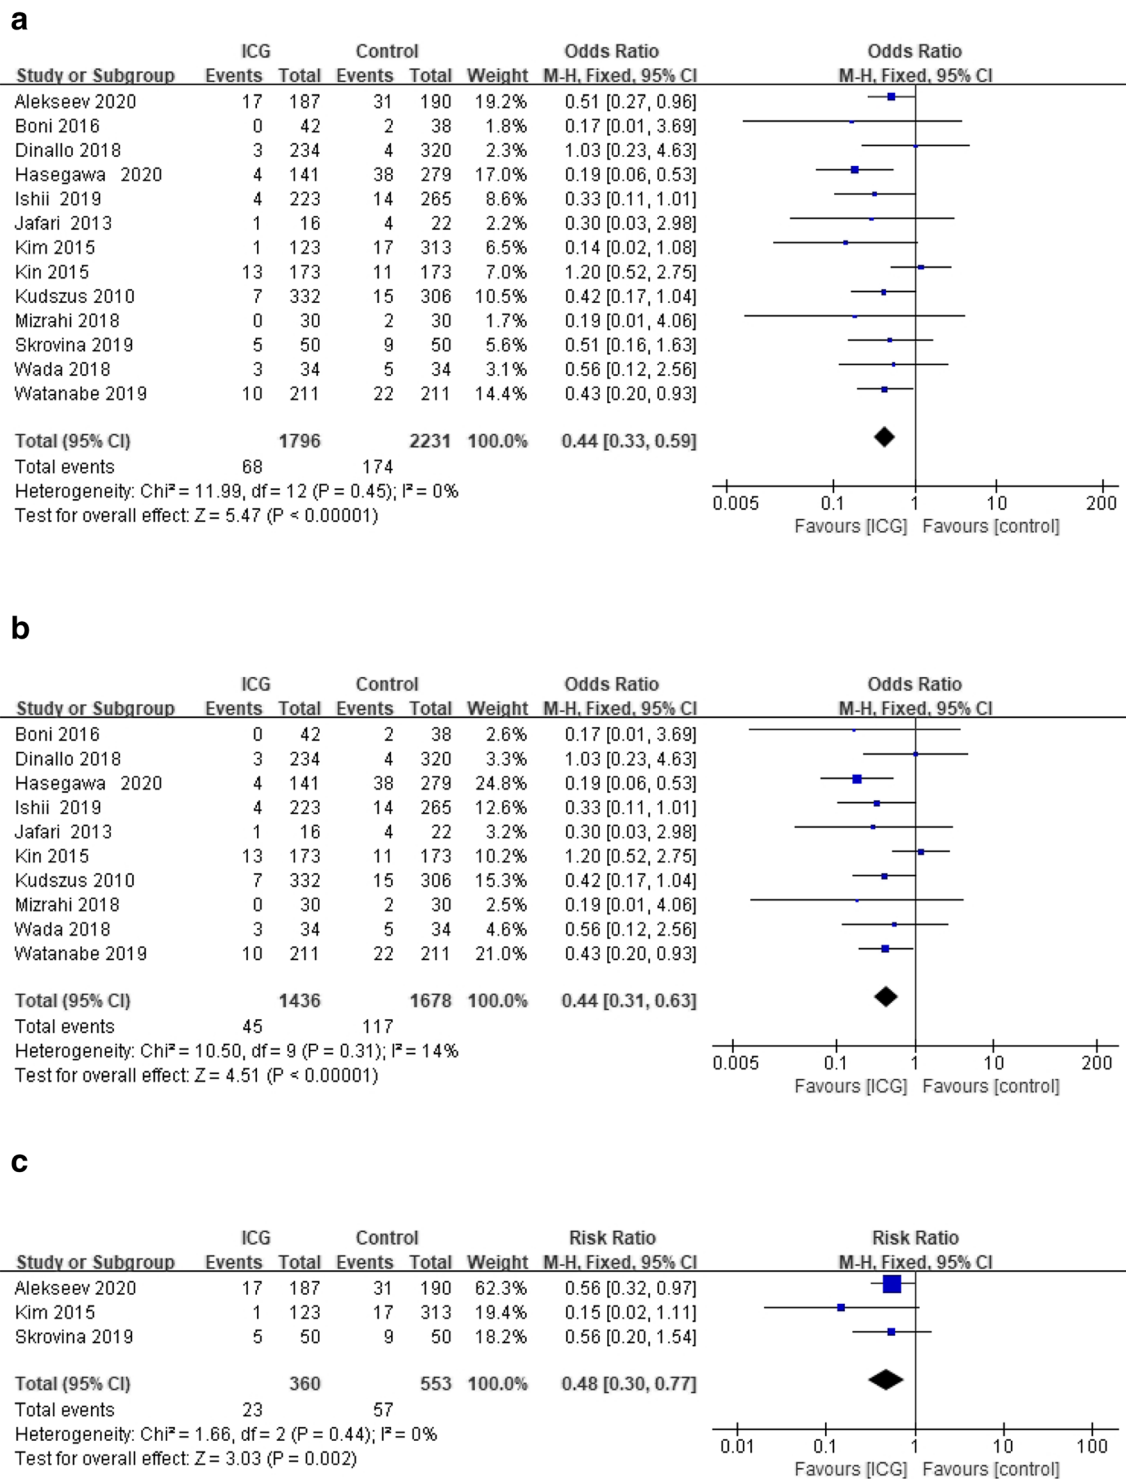 a
ICG Control Odds Ratio Odds Ratio
Study or Subgroup Events Total Events Total Weight M-H, Fixed, 95% CI M-H, Fixed, 95% CI
Alekseev 2020 17 187 31 190 19.2% 0.51 [0.27, 0.96]
Boni 2016 0 42 2 38 1.8% 0.17 [0.01, 3.69]
Dinallo 2018 3 234 4 320 2.3% 1.03 [0.23, 4.63]
Hasegawa 2020 4 141 38 279 17.0% 0.19 [0.06, 0.53]
Ishii 2019 4 223 14 265 8.6% 0.33 [0.11, 1.01]
Jafari 2013 1 16 4 22 2.2% 0.30 [0.03, 2.98]
Kim 2015 1 123 17 313 6.5% 0.14 [0.02, 1.08]
Kin 2015 13 173 11 173 7.0% 1.20 [0.52, 2.75]
Kudszus 2010 7 332 15 306 10.5% 0.42 [0.17, 1.04]
Mizrahi 2018 0 30 2 30 1.7% 0.19 [0.01, 4.06]
Skrovina 2019 5 50 9 50 5.6% 0.51 [0.16, 1.63]
Wada 2018 3 34 5 34 3.1% 0.56 [0.12, 2.56]
Watanabe 2019 10 211 22 211 14.4% 0.43 [0.20, 0.93]
Total (95% CI) 1796 2231 100.0% 0.44 [0.33, 0.59]
Total events 68 174
Heterogeneity: Chi² = 11.99, df = 12 (P = 0.45); I² = 0%
Test for overall effect: Z = 5.47 (P < 0.00001)
0.005 0.1 1 10 200
Favours [ICG] Favours [control]
b
ICG Control Odds Ratio Odds Ratio
Study or Subgroup Events Total Events Total Weight M-H, Fixed, 95% CI M-H, Fixed, 95% CI
Boni 2016 0 42 2 38 2.6% 0.17 [0.01, 3.69]
Dinallo 2018 3 234 4 320 3.3% 1.03 [0.23, 4.63]
Hasegawa 2020 4 141 38 279 24.8% 0.19 [0.06, 0.53]
Ishii 2019 4 223 14 265 12.6% 0.33 [0.11, 1.01]
Jafari 2013 1 16 4 22 3.2% 0.30 [0.03, 2.98]
Kin 2015 13 173 11 173 10.2% 1.20 [0.52, 2.75]
Kudszus 2010 7 332 15 306 15.3% 0.42 [0.17, 1.04]
Mizrahi 2018 0 30 2 30 2.5% 0.19 [0.01, 4.06]
Wada 2018 3 34 5 34 4.6% 0.56 [0.12, 2.56]
Watanabe 2019 10 211 22 211 21.0% 0.43 [0.20, 0.93]
Total (95% CI) 1436 1678 100.0% 0.44 [0.31, 0.63]
Total events 45 117
Heterogeneity: Chi² = 10.50, df = 9 (P = 0.31); I² = 14%
Test for overall effect: Z = 4.51 (P < 0.00001)
0.005 0.1 1 10 200
Favours [ICG] Favours [control]
c
ICG Control Risk Ratio Risk Ratio
Study or Subgroup Events Total Events Total Weight M-H, Fixed, 95% CI M-H, Fixed, 95% CI
Alekseev 2020 17 187 31 190 62.3% 0.56 [0.32, 0.97]
Kim 2015 1 123 17 313 19.4% 0.15 [0.02, 1.11]
Skrovina 2019 5 50 9 50 18.2% 0.56 [0.20, 1.54]
Total (95% CI) 360 553 100.0% 0.48 [0.30, 0.77]
Total events 23 57
Heterogeneity: Chi² = 1.66, df = 2 (P = 0.44); I² = 0%
Test for overall effect: Z = 3.03 (P = 0.002)
0.01 0.1 1 10 100
Favours [ICG] Favours [control]